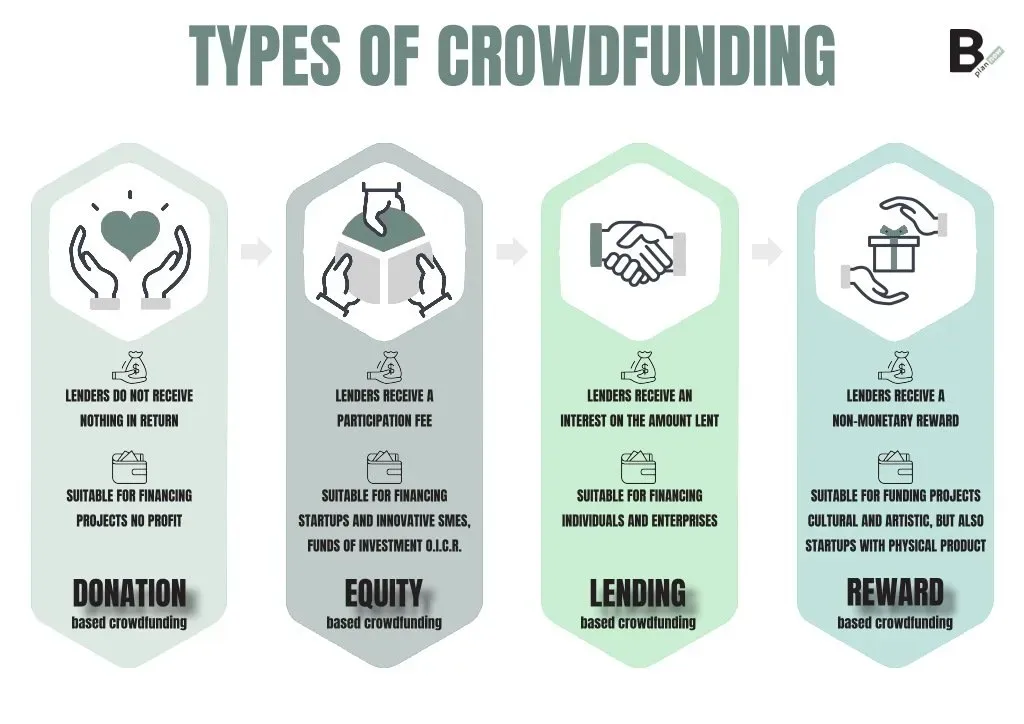 TYPES OF CROWDFUNDING
B
plan
LENDERS DO NOT RECEIVE
NOTHING IN RETURN
SUITABLE FOR FINANCING
PROJECTS NO PROFIT
DONATION
based crowdfunding
LENDERS RECEIVE A
PARTICIPATION FEE
SUITABLE FOR FINANCING
STARTUPS AND INNOVATIVE SMES,
FUNDS OF INVESTMENT O.I.C.R.
EQUITY
based crowdfunding
LENDERS RECEIVE AN
INTEREST ON THE AMOUNT LENT
SUITABLE FOR FINANCING
INDIVIDUALS AND ENTERPRISES
LENDING
based crowdfunding
LENDERS RECEIVE A
NON-MONETARY REWARD
SUITABLE FOR FUNDING PROJECTS
CULTURAL AND ARTISTIC, BUT ALSO
STARTUPS WITH PHYSICAL PRODUCT
REWARD
based crowdfunding